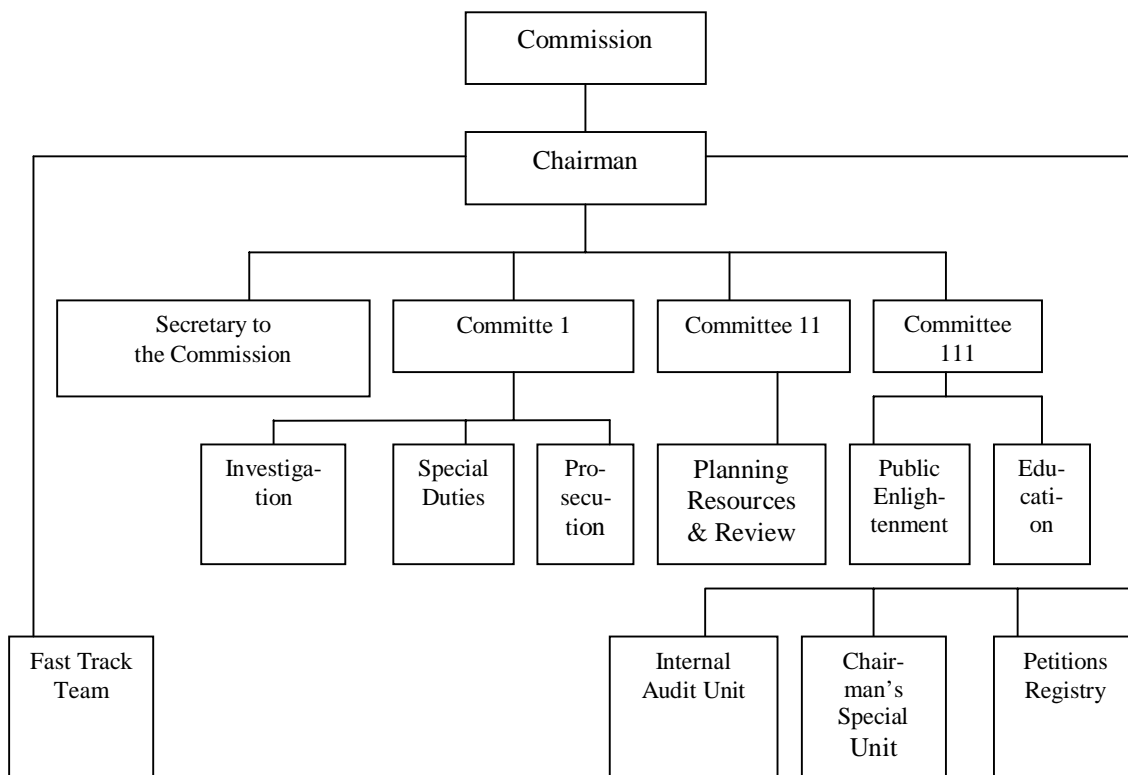 Commission
Chairman
Secretary to
the Commission
Committe 1
Committee 11
Committee
111
Investiga-
tion
Special
Duties
Pro-
secu-
tion
Planning
Resources
& Review
Public
Enligh-
tenment
Edu-
cati-
on
Fast Track
Team
Internal
Audit Unit
Chair-
man’s
Special
Unit
Petitions
Registry